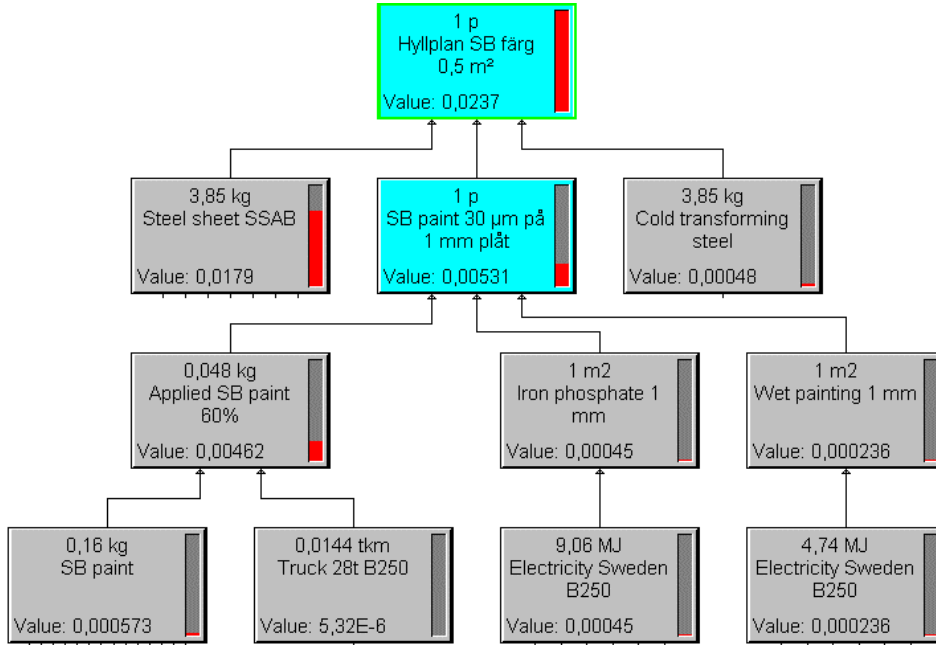 1 p
Hyllplan SB färg
0,5 m²
Value: 0,0237
3,85 kg
Steel sheet SSAB
Value: 0,0179
1 p
SB paint 30 µm på
1 mm plåt
Value: 0,00531
3,85 kg
Cold transforming
steel
Value: 0,00048
0,048 kg
Applied SB paint
60%
Value: 0,00462
1 m2
Iron phosphate 1
mm
Value: 0,00045
1 m2
Wet painting 1 mm
Value: 0,000236
0,16 kg
SB paint
Value: 0,000573
0,0144 tkm
Truck 28t B250
Value: 5,32E-6
9,06 MJ
Electricity Sweden
B250
Value: 0,00045
4,74 MJ
Electricity Sweden
B250
Value: 0,000236